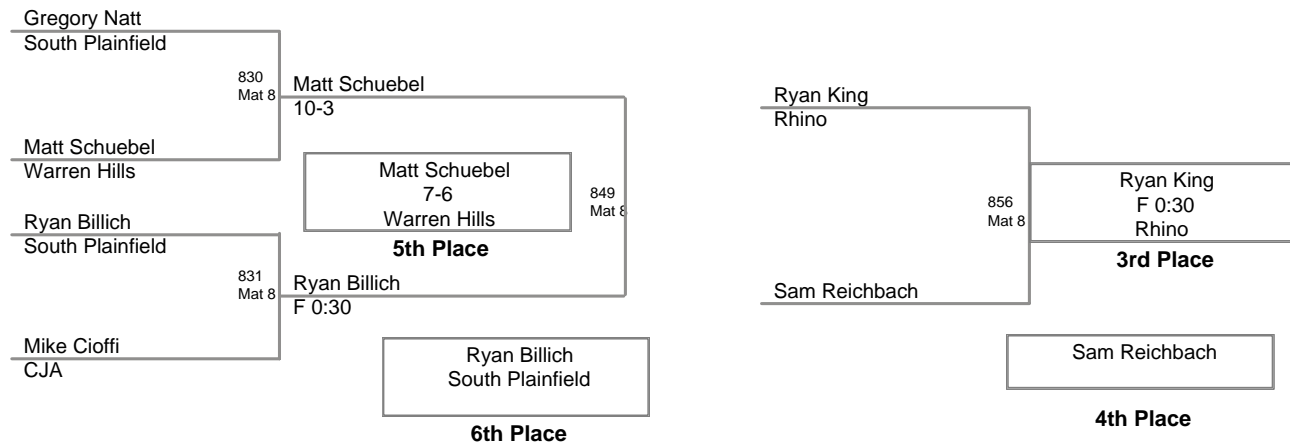 Gregory Natt
South Plainfield
830
Mat 8
Matt Schuebel
10-3
Matt Schuebel
Warren Hills
Matt Schuebel
7-6
Warren Hills
5th Place
849
Mat 8
Ryan Billich
South Plainfield
831
Mat 8
Ryan Billich
F 0:30
Mike Cioffi
CJA
Ryan Billich
South Plainfield
6th Place
Ryan King
Rhino
856
Mat 8
Ryan King
F 0:30
Rhino
3rd Place
Sam Reichbach
Sam Reichbach
4th Place